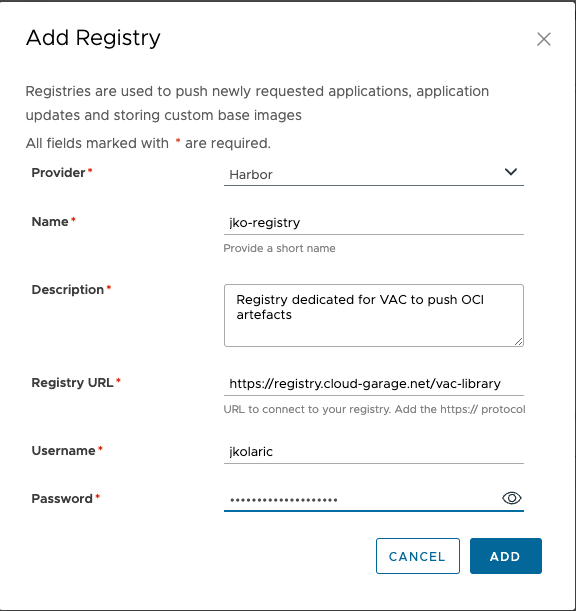 Add Registry
Registries are used to push newly requested applications, application
updates and storing custom base images
All fields marked with * are required.
Provider*
Harbor
Name*
jko-registry
Provide a short name
Description*
Registry dedicated for VAC to push OCI
artefacts
Registry URL*
https://registry.cloud-garage.net/vac-library
URL to connect to your registry. Add the https:// protocol
Username*
jkolaric
Password*
••••••••••••••••••••
CANCEL
ADD